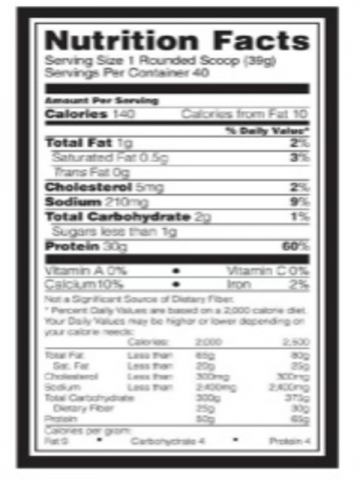 Nutrition Facts
Serving Size 1 Rounded Scoop (39g)
Servings Per Container 40
Amount Per Serving
Calories 140 Calories from Fat 10
% Daily Value*
Total Fat 1g 2%
Saturated Fat 0.5g 3%
Trans Fat 0g
Cholesterol 5mg 2%
Sodium 210mg 9%
Total Carbohydrate 2g 1%
Sugars less than 1g
Protein 30g 60%
Vitamin A 0% • Vitamin C 0%
Calcium 10% • Iron 2%
Not a Significant Source of Dietary Fiber.
* Percent Daily Values are based on a 2,000 calorie diet.
Your Daily Values may be higher or lower depending on
your calorie needs:
Calories: 2,000 2,500
Total Fat Less than 65g 80g
Sat. Fat Less than 20g 25g
Cholesterol Less than 300mg 300mg
Sodium Less than 2,400mg 2,400mg
Total Carbohydrate 300g 375g
Dietary Fiber 25g 30g
Protein 50g 65g
Calories per gram:
Fat 9 • Carbohydrate 4 • Protein 4